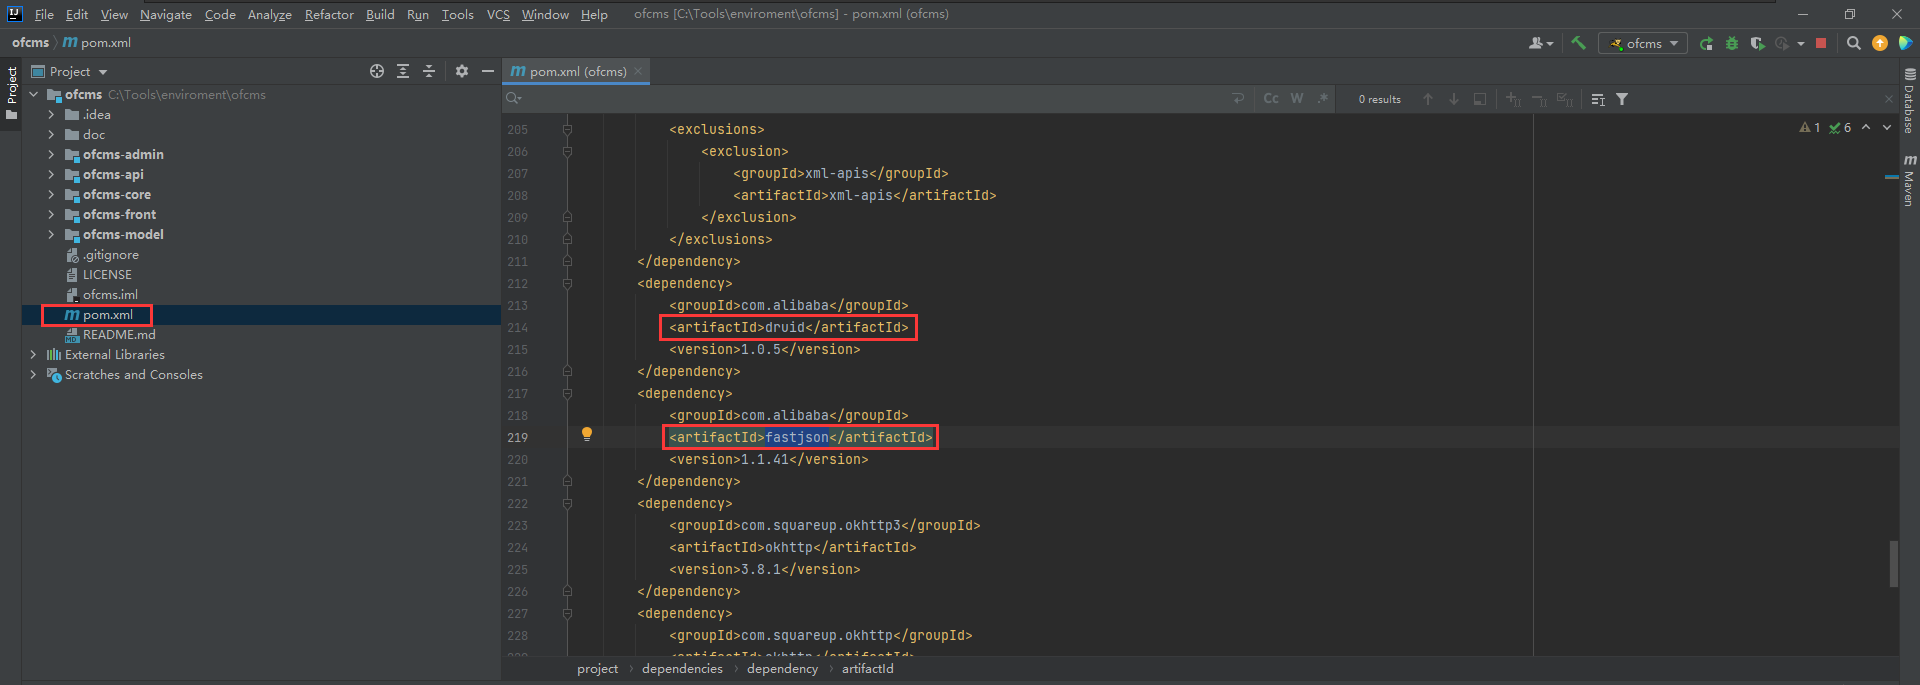 File Edit View Navigate Code Analyze Refactor Build Run Tools VCS Window Help ofcms [C:\Tools\enviroment\ofcms] - pom.xml (ofcms)
ofcms m pom.xml
ofcms
Project
Project
pom.xml (ofcms)
ofcms C:\Tools\enviroment\ofcms
.idea
doc
ofcms-admin
ofcms-api
ofcms-core
ofcms-front
ofcms-model
.gitignore
LICENSE
ofcms.iml
pom.xml
README.md
External Libraries
Scratches and Consoles
Cc W .* 0 results
1 6
205 <exclusions>
206 <exclusion>
207 <groupId>xml-apis</groupId>
208 <artifactId>xml-apis</artifactId>
209 </exclusion>
210 </exclusions>
211 </dependency>
212 <dependency>
213 <groupId>com.alibaba</groupId>
214 <artifactId>druid</artifactId>
215 <version>1.0.5</version>
216 </dependency>
217 <dependency>
218 <groupId>com.alibaba</groupId>
219 <artifactId>fastjson</artifactId>
220 <version>1.1.41</version>
221 </dependency>
222 <dependency>
223 <groupId>com.squareup.okhttp3</groupId>
224 <artifactId>okhttp</artifactId>
225 <version>3.8.1</version>
226 </dependency>
227 <dependency>
228 <groupId>com.squareup.okhttp</groupId>
project dependencies dependency artifactId
Database
Maven